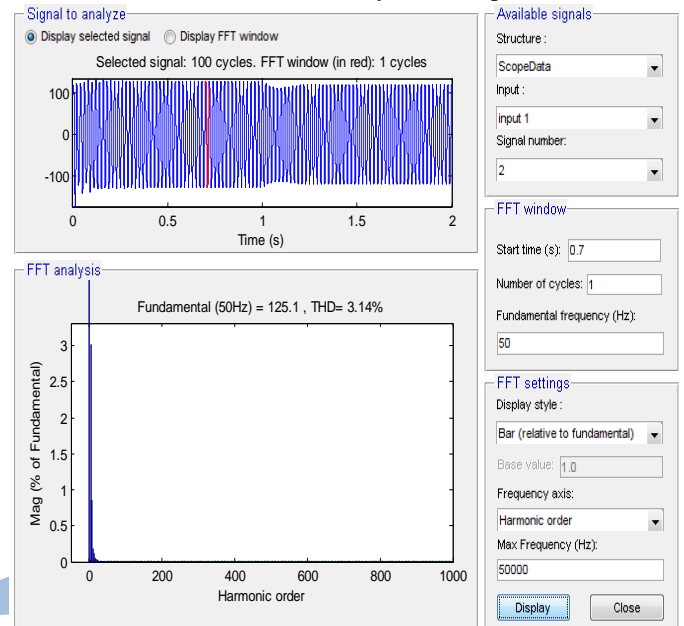 Signal to analyze
Display selected signal Display FFT window
Selected signal: 100 cycles. FFT window (in red): 1 cycles
100
0
-100
0 0.5 1 1.5 2
Time (s)
FFT analysis
Fundamental (50Hz) = 125.1 , THD= 3.14%
Mag (% of Fundamental)
3
2.5
2
1.5
1
0.5
0
0 200 400 600 800 1000
Harmonic order
Available signals
Structure :
ScopeData
Input :
input 1
Signal number:
2
FFT window
Start time (s): 0.7
Number of cycles: 1
Fundamental frequency (Hz):
50
FFT settings
Display style :
Bar (relative to fundamental)
Base value: 1.0
Frequency axis:
Harmonic order
Max Frequency (Hz):
50000
Display Close